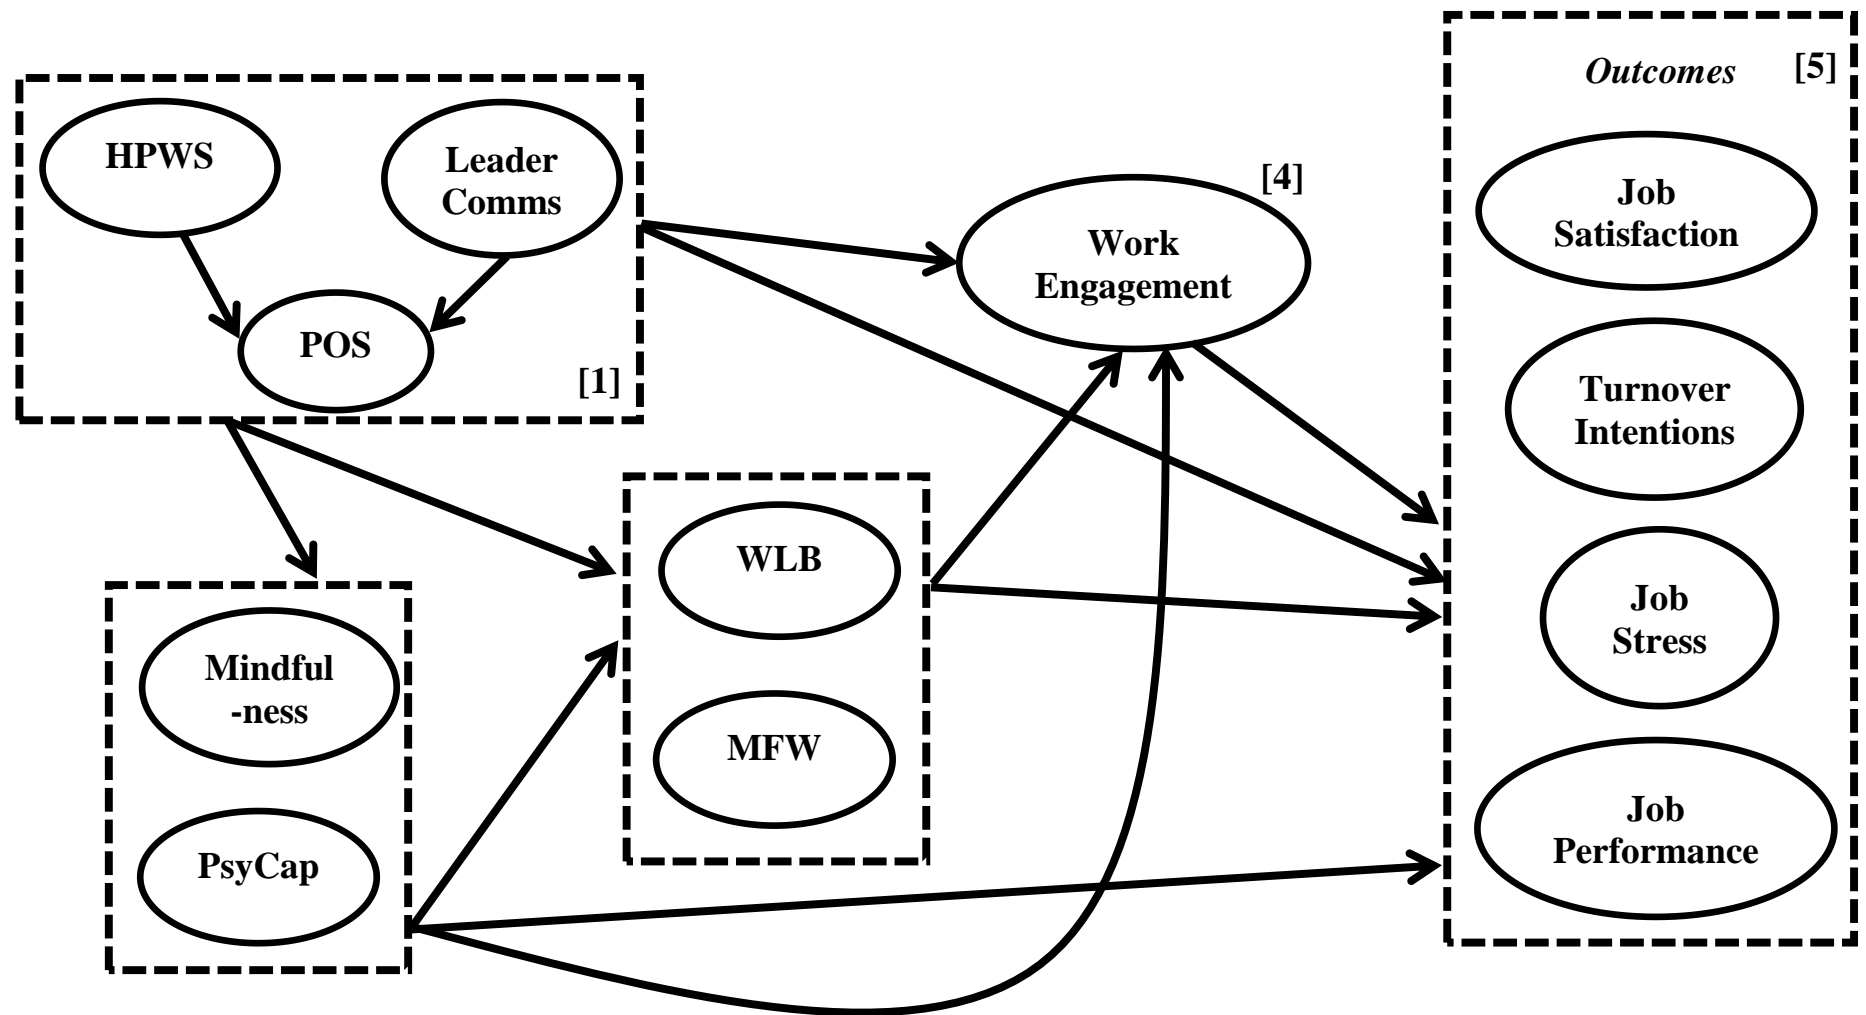 HPWS
Leader
Comms
POS
[1]
Mindful
-ness
PsyCap
WLB
MFW
[4]
Work
Engagement
Outcomes
[5]
Job
Satisfaction
Turnover
Intentions
Job
Stress
Job
Performance